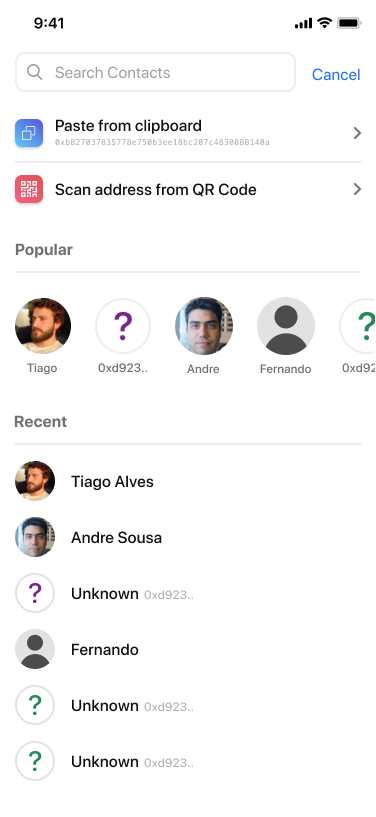 9:41
Search Contacts
Cancel
Paste from clipboard
0xb827037835778e750b3ee18bc207c4830888140a
Scan address from QR Code
Popular
?
?
Tiago
0xd923..
Andre
Fernando
0xd92
Recent
Tiago Alves
Andre Sousa
? Unknown 0xd923..
Fernando
? Unknown 0xd923..
? Unknown 0xd923..